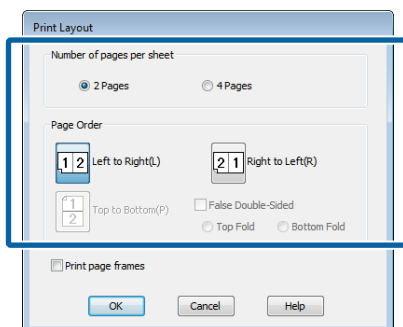 Print Layout
Number of pages per sheet
2 Pages 4 Pages
Page Order
1 2 Left to Right(L) 2 1 Right to Left(R)
1 2 Top to Bottom(P) False Double-Sided
Top Fold Bottom Fold
Print page frames
OK Cancel Help